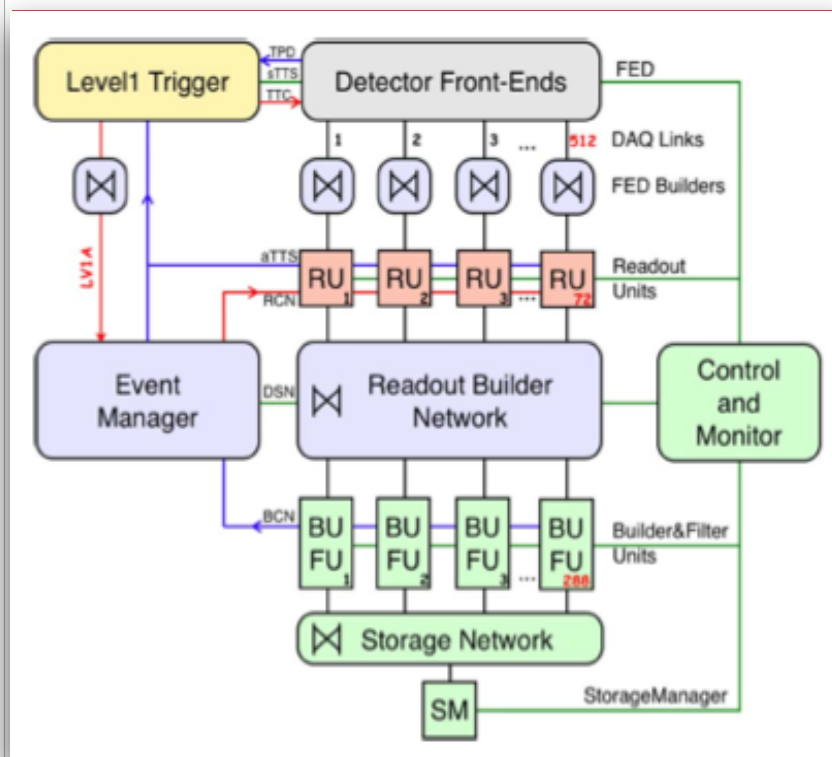 TPD
Level1 Trigger
sTTS
Detector Front-Ends
FED
TTC
1
2
3
...
512
DAQ Links
FED Builders
LV1A
aTTS
RU
1
RU
2
RU
3
...
RU
72
Readout
Units
RCN
Event
Manager
DSN
Readout Builder
Network
Control
and
Monitor
BCN
BU
FU
1
BU
FU
2
BU
FU
3
...
BU
FU
288
Builder&Filter
Units
Storage Network
SM
StorageManager